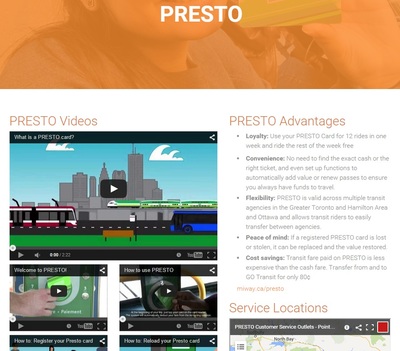 PRESTO
PRESTO Videos
What is a PRESTO card?
0:00 / 2:22
YouTube
Welcome to PRESTO!
How to use PRESTO
YouTube
YouTube
How to: Register your Presto Card
How to: Reload your Presto card
PRESTO Advantages
Loyalty: Use your PRESTO Card for 12 rides in one
week and ride the rest of the week free
Convenience: No need to find the exact cash or the
right ticket, and even set up functions to
automatically add value or renew passes to ensure
you always have funds to travel.
Flexibility: PRESTO is valid across multiple transit
agencies in the Greater Toronto and Hamilton Area
and Ottawa and allows transit riders to easily
transfer between agencies.
Peace of mind: If a registered PRESTO card is lost
or stolen, it can be replaced and the value restored.
Cost savings: Transit fare paid on PRESTO is less
expensive than the cash fare. Transfer from and to
GO Transit for only 80¢
miway.ca/presto
Service Locations
PRESTO Customer Service Outlets - Point...
North Bay